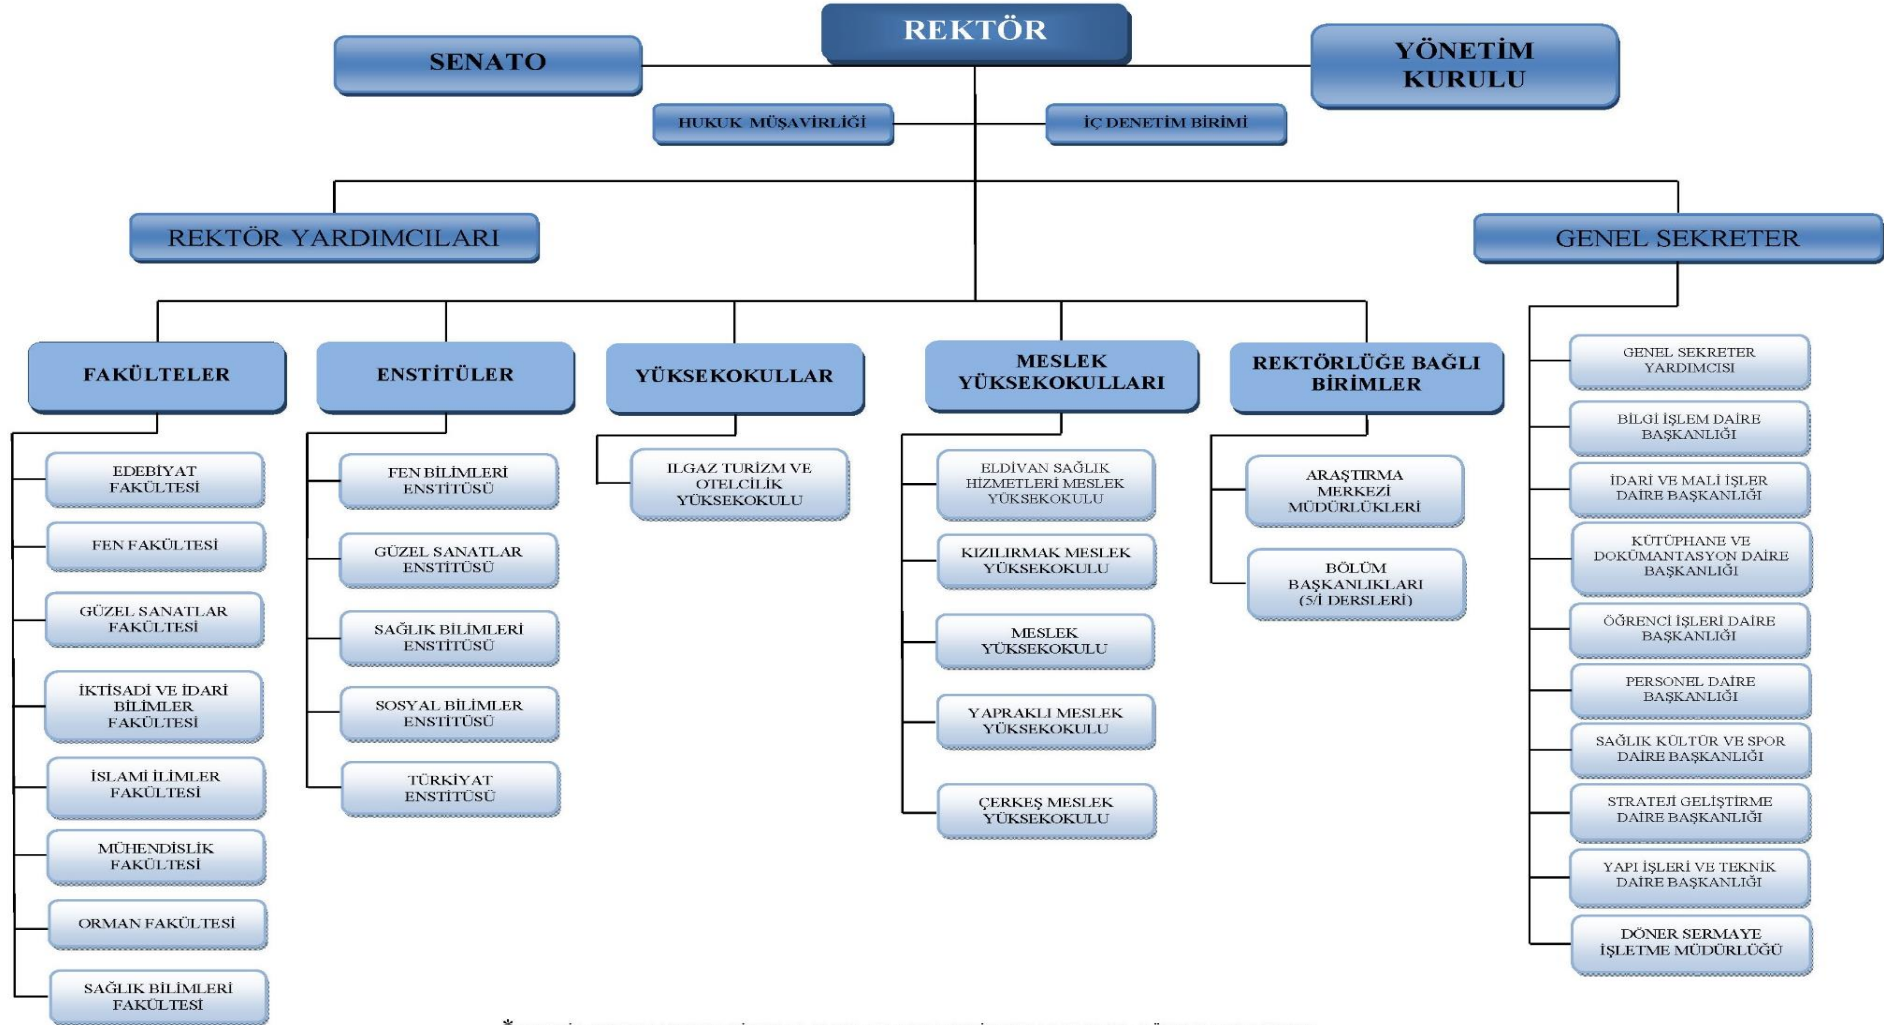 REKTÖR
SENATO
YÖNETİM
KURULU
HUKUK MÜŞAVİRLİĞİ
İÇ DENETİM BİRİMİ
REKTÖR YARDIMCILARI
GENEL SEKRETER
FAKÜLTELER
EDEBİYAT
FAKÜLTESİ
FEN FAKÜLTESİ
GÜZEL SANATLAR
FAKÜLTESİ
İKTİSADİ VE İDARİ
BİLİMLER
FAKÜLTESİ
İSLAMİ İLİMLER
FAKÜLTESİ
MÜHENDİSLİK
FAKÜLTESİ
ORMAN FAKÜLTESİ
SAĞLIK BİLİMLERİ
FAKÜLTESİ
ENSTİTÜLER
FEN BİLİMLERİ
ENSTİTÜSÜ
GÜZEL SANATLAR
ENSTİTÜSÜ
SAĞLIK BİLİMLERİ
ENSTİTÜSÜ
SOSYAL BİLİMLER
ENSTİTÜSÜ
TÜRKİYAT
ENSTİTÜSÜ
YÜKSEKOKULLAR
ILGAZ TURİZM VE
OTELCİLİK
YÜKSEKOKULU
MESLEK
YÜKSEKOKULLARI
ELDİVAN SAĞLIK
HİZMETLERİ MESLEK
YÜKSEKOKULU
KIZILIRMAK MESLEK
YÜKSEKOKULU
MESLEK
YÜKSEKOKULU
YAPRAKLI MESLEK
YÜKSEKOKULU
ÇERKEŞ MESLEK
YÜKSEKOKULU
REKTÖRLÜĞE BAĞLI
BİRİMLER
ARAŞTIRMA
MERKEZİ
MÜDÜRLÜKLERİ
BÖLÜM
BAŞKANLIKLARI
(5/İ DERSLERİ)
GENEL SEKRETER
YARDIMCISI
BİLGİ İŞLEM DAİRE
BAŞKANLIĞI
İDARİ VE MALİ İŞLER
DAİRE BAŞKANLIĞI
KÜTÜPHANE VE
DOKÜMANTASYON DAİRE
BAŞKANLIĞI
ÖĞRENCİ İŞLERİ DAİRE
BAŞKANLIĞI
PERSONEL DAİRE
BAŞKANLIĞI
SAĞLIK KÜLTÜR VE SPOR
DAİRE BAŞKANLIĞI
STRATEJİ GELİŞTİRME
DAİRE BAŞKANLIĞI
YAPI İŞLERİ VE TEKNİK
DAİRE BAŞKANLIĞI
DÖNER SERMAYE
İŞLETME MÜDÜRLÜĞÜ
*